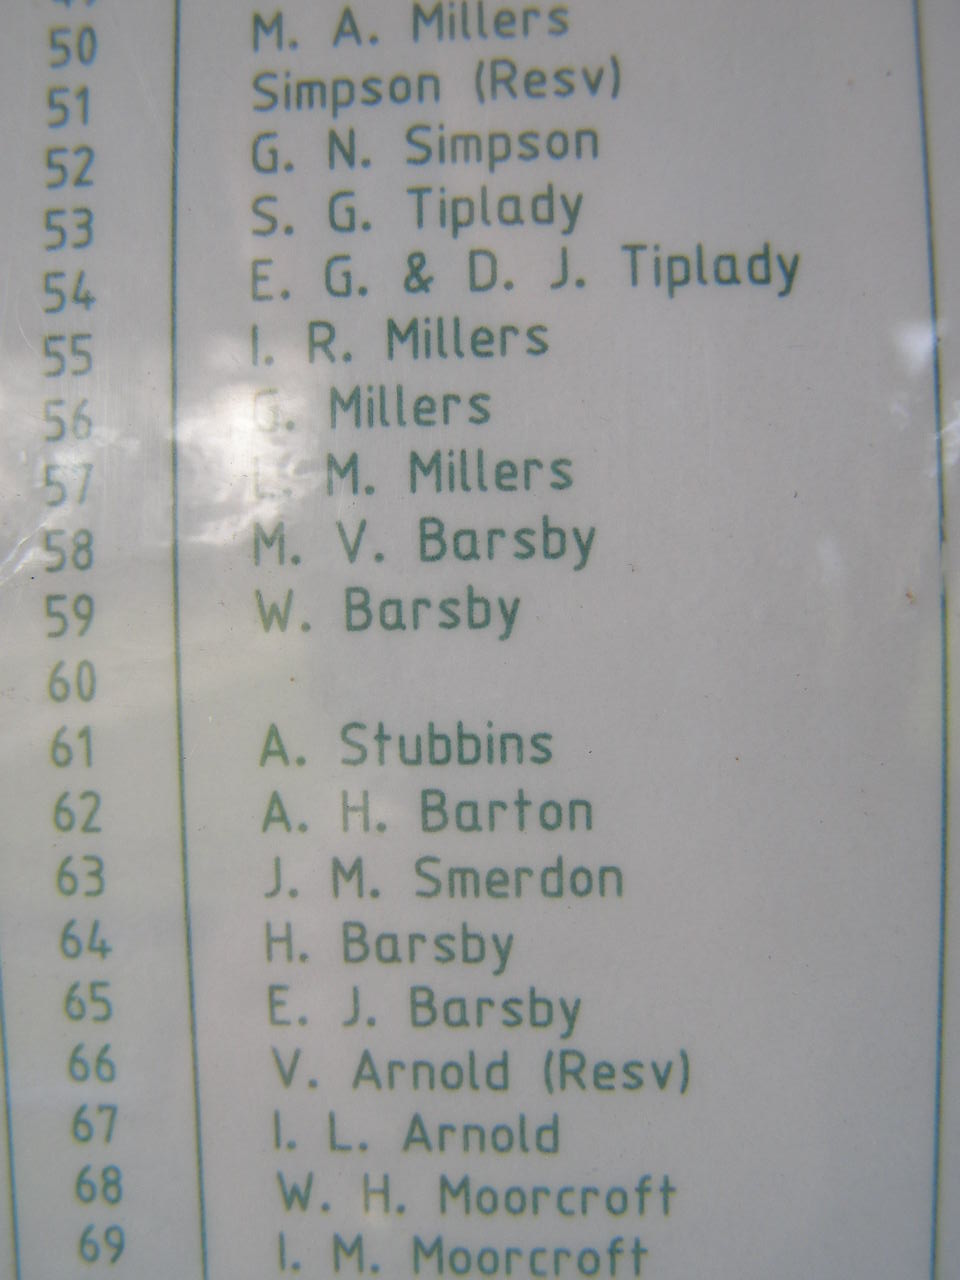 50 M. A. Millers
51 Simpson (Resv)
52 G. N. Simpson
53 S. G. Tiplady
54 E. G. & D. J. Tiplady
55 I. R. Millers
56 G. Millers
57 L. M. Millers
58 M. V. Barsby
59 W. Barsby
60
61 A. Stubbins
62 A. H. Barton
63 J. M. Smerdon
64 H. Barsby
65 E. J. Barsby
66 V. Arnold (Resv)
67 I. L. Arnold
68 W. H. Moorcroft
69 I. M. Moorcroft